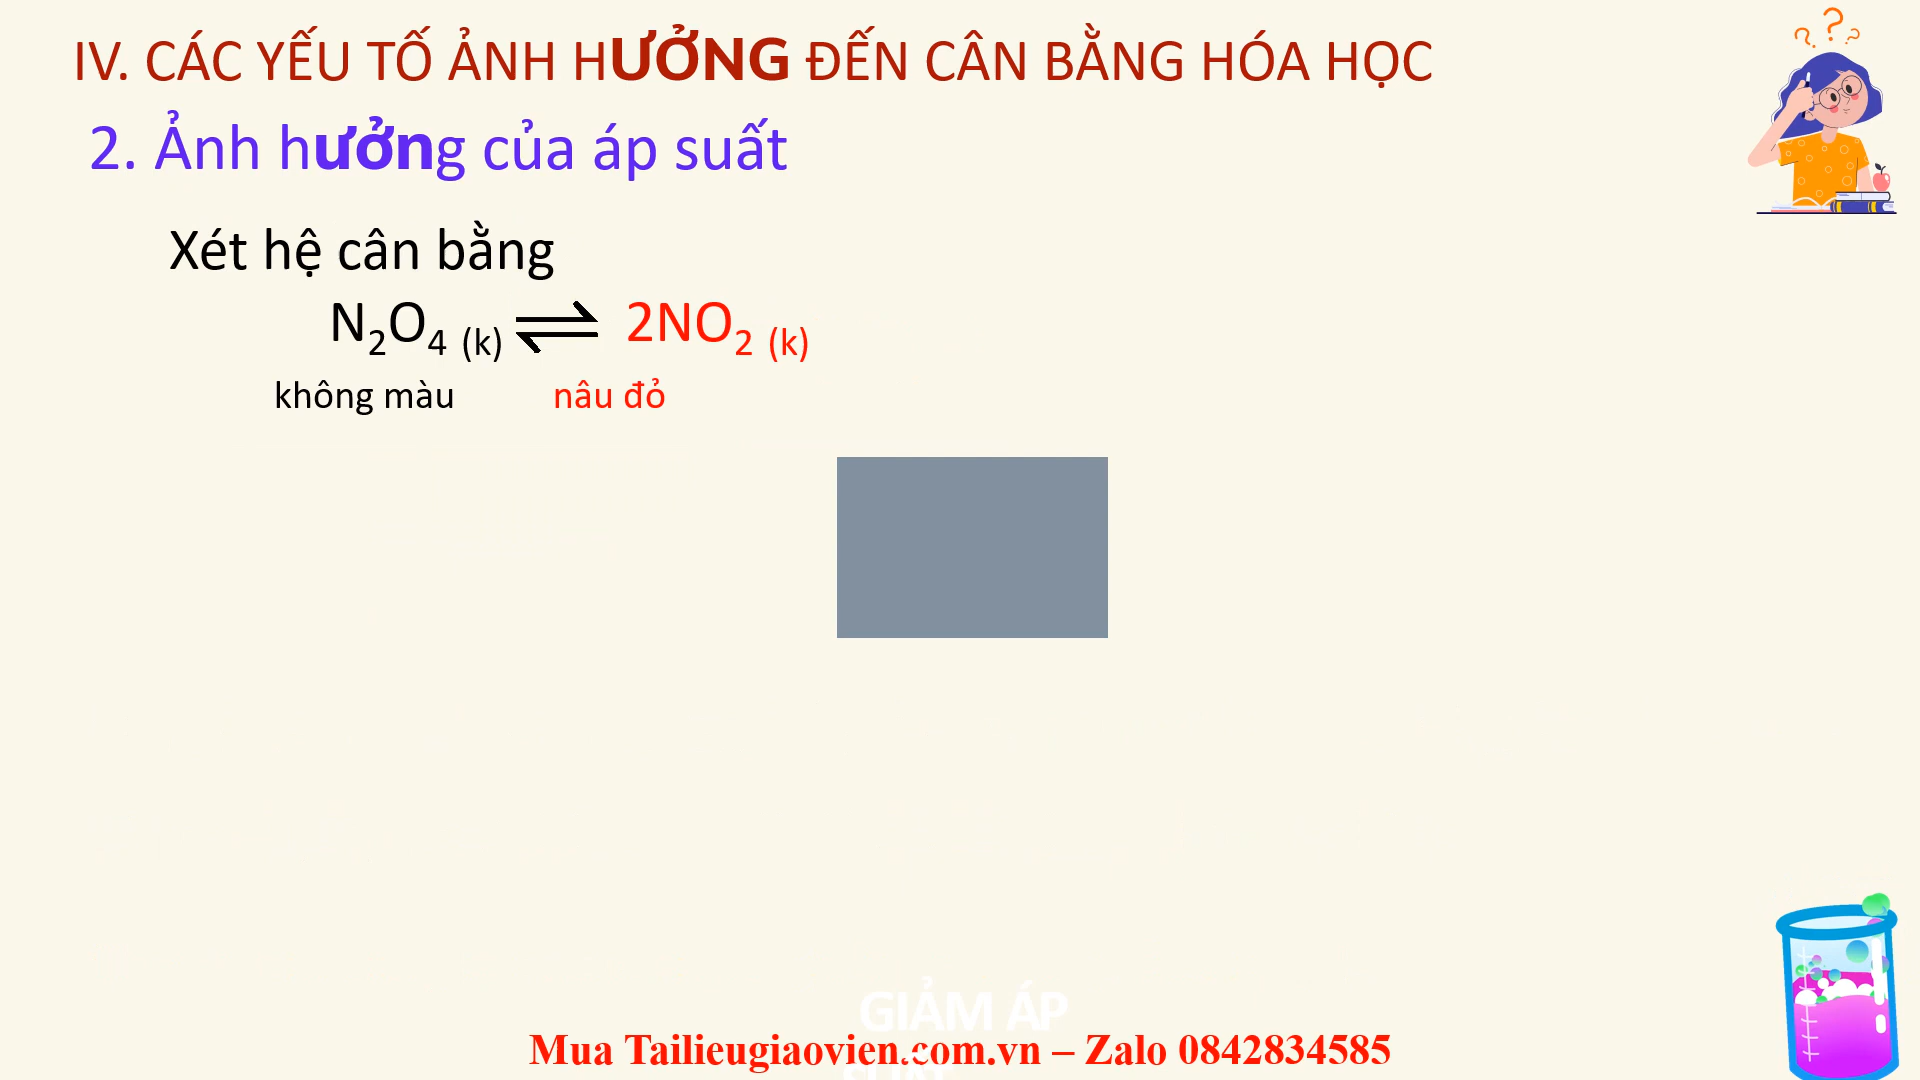 IV. CÁC YẾU TỐ ẢNH HƯỞNG ĐẾN CÂN BẰNG HÓA HỌC
2. Ảnh hưởng của áp suất
Xét hệ cân bằng
N₂O₄ (k) ⇌ 2NO₂ (k)
không màu nâu đỏ
GIẢM ÁP
Mua Tailieugiaovien.com.vn – Zalo 0842834585